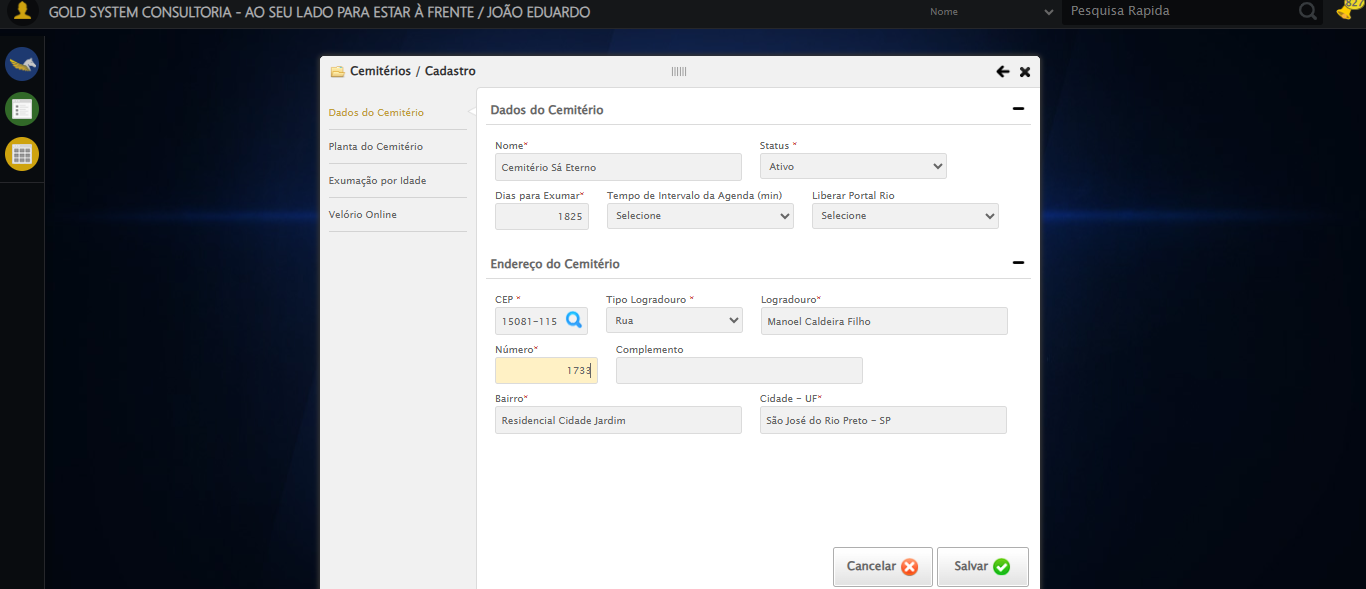 GOLD SYSTEM CONSULTORIA - AO SEU LADO PARA ESTAR À FRENTE / JOÃO EDUARDO
Nome
Pesquisa Rapida
827
Cemitérios / Cadastro
Dados do Cemitério
Planta do Cemitério
Exumação por Idade
Velório Online
Dados do Cemitério
Nome* Status *
Cemitério Sá Eterno Ativo
Dias para Exumar* Tempo de Intervalo da Agenda (min) Liberar Portal Rio
1825 Selecione Selecione
Endereço do Cemitério
CEP * Tipo Logradouro * Logradouro*
15081-115 Rua Manoel Caldeira Filho
Número* Complemento
1733
Bairro* Cidade - UF*
Residencial Cidade Jardim São José do Rio Preto - SP
Cancelar Salvar